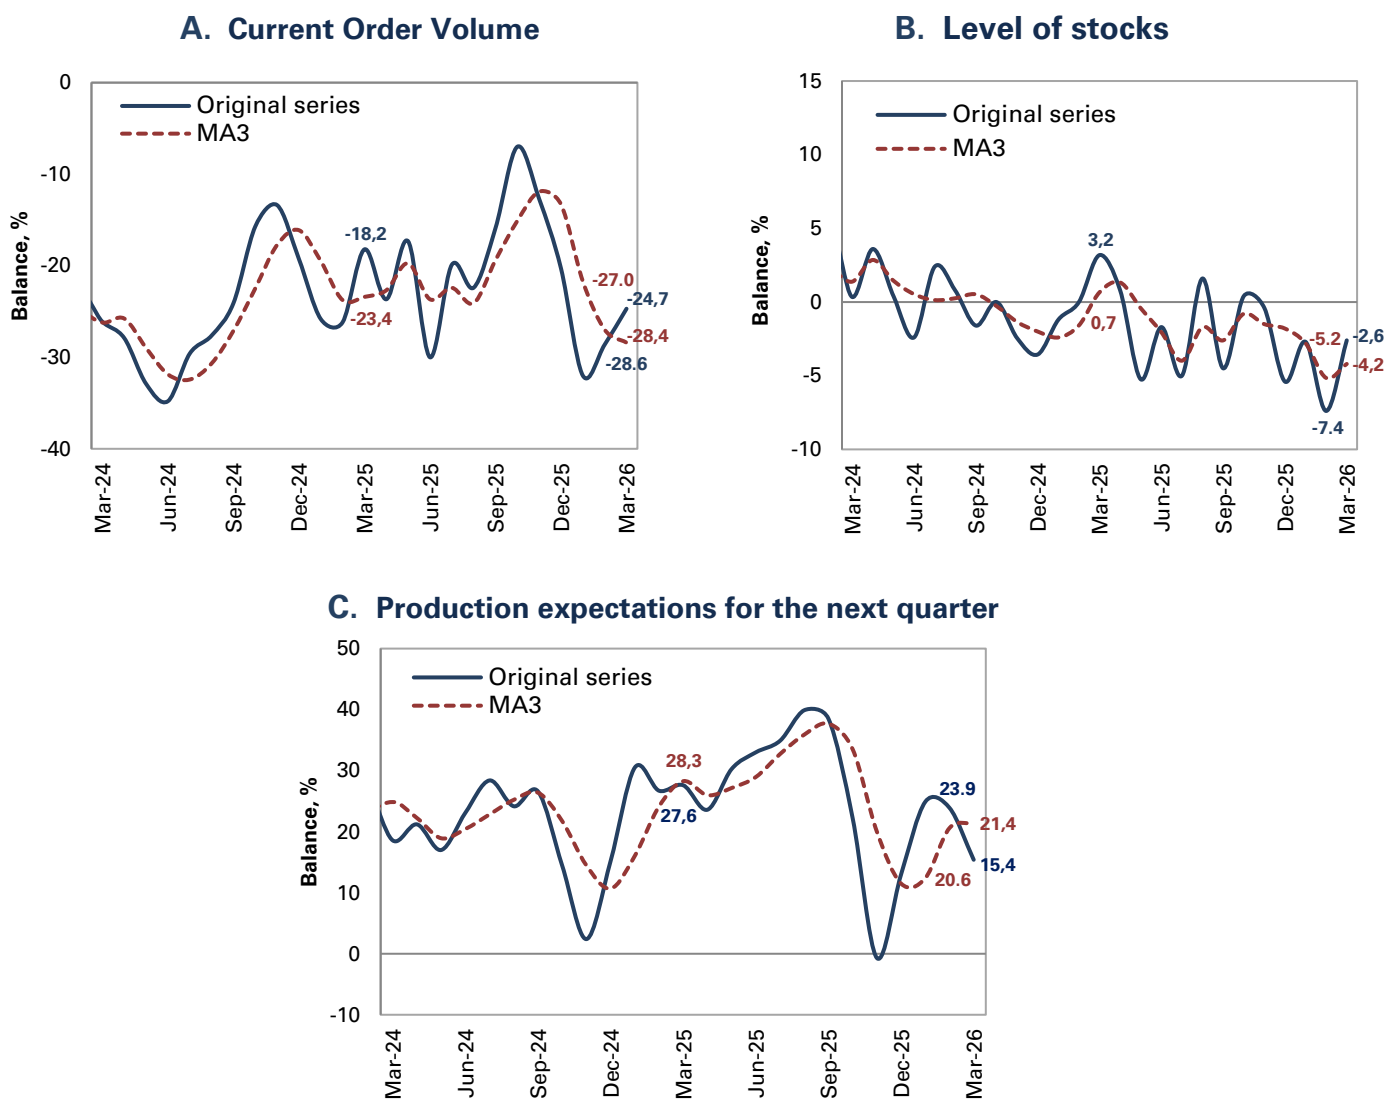 A. Current Order Volume
0
-10
-20
-30
-40
Balance, %
Original series
MA3
-18,2
-23,4
-27.0
-24,7
-28,4
-28.6
Mar-24
Jun-24
Sep-24
Dec-24
Mar-25
Jun-25
Sep-25
Dec-25
Mar-26
B. Level of stocks
15
10
5
0
-5
-10
Balance, %
Original series
MA3
3,2
0,7
-5.2
-2,6
-4,2
-7.4
Mar-24
Jun-24
Sep-24
Dec-24
Mar-25
Jun-25
Sep-25
Dec-25
Mar-26
C. Production expectations for the next quarter
50
40
30
20
10
0
-10
Balance, %
Original series
MA3
28,3
27,6
23.9
21,4
15,4
20.6
Mar-24
Jun-24
Sep-24
Dec-24
Mar-25
Jun-25
Sep-25
Dec-25
Mar-26